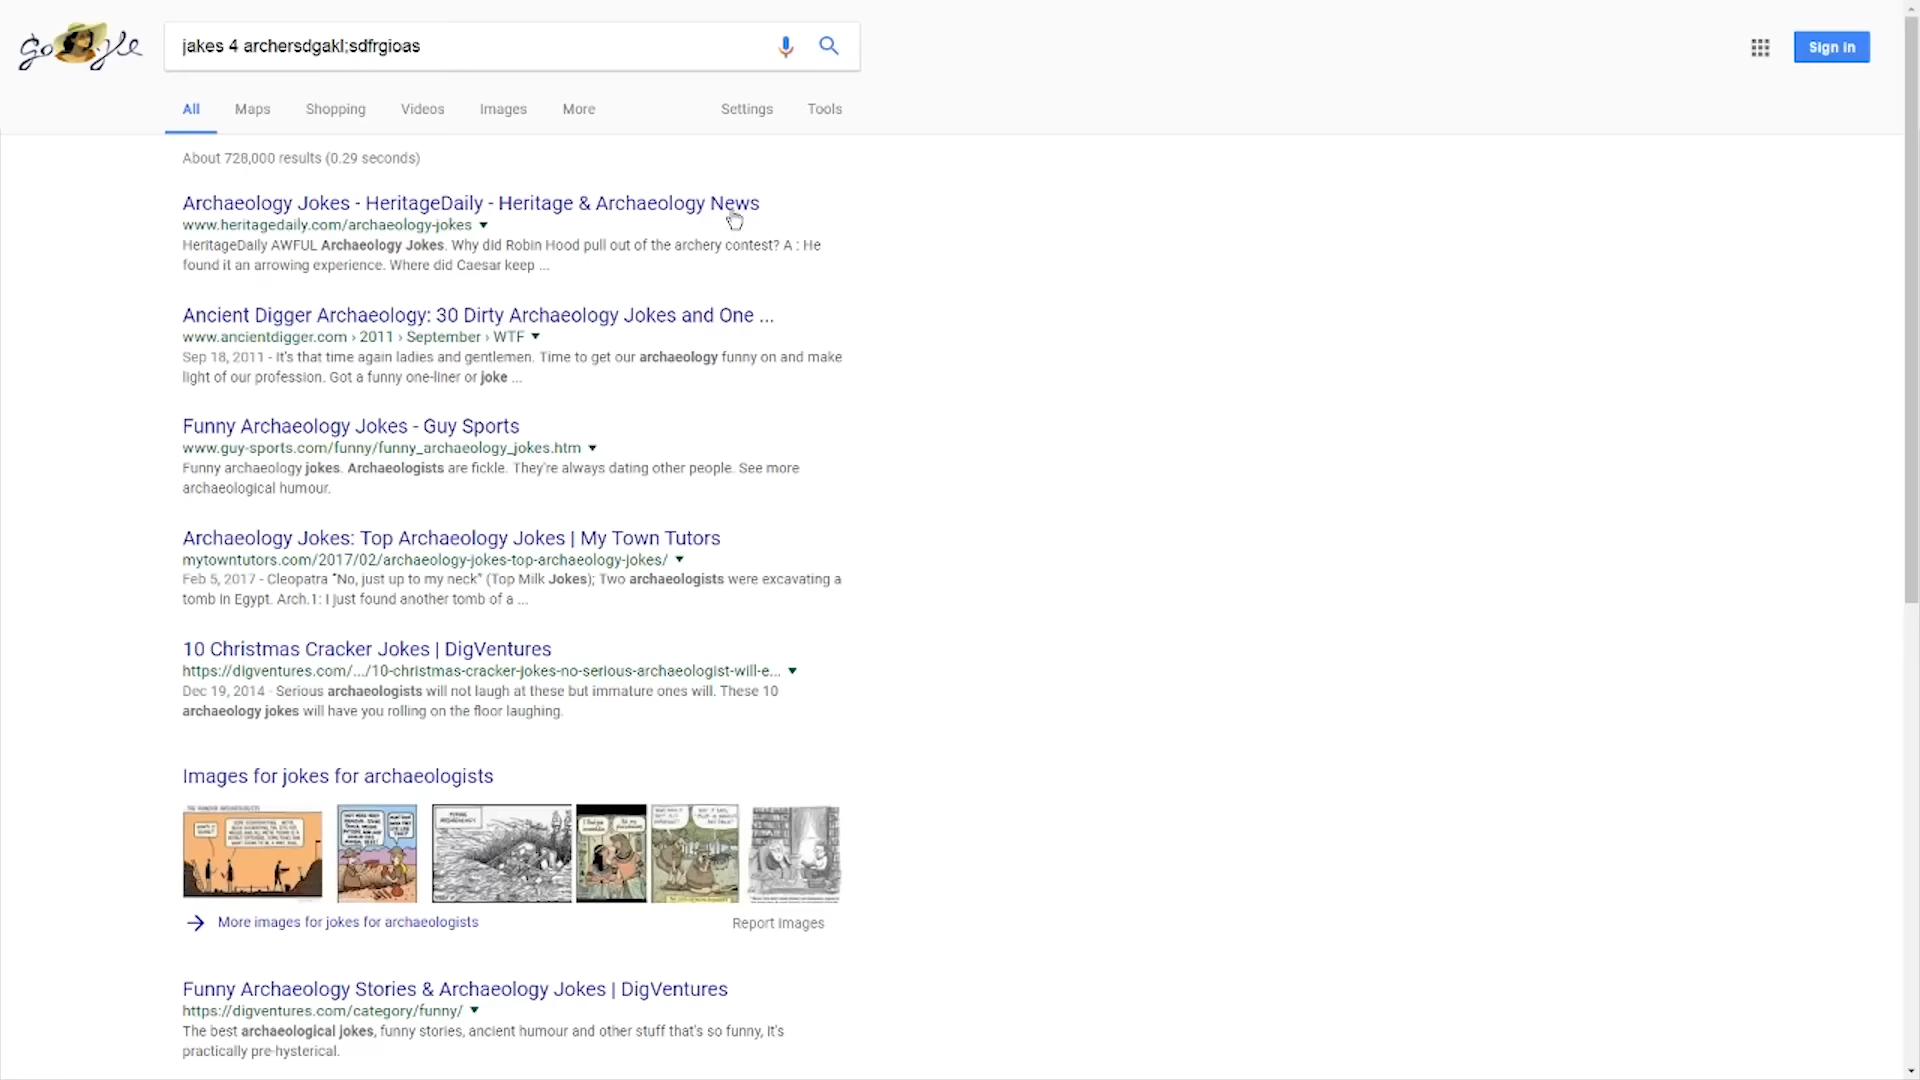 Google
jakes 4 archersdgakl;sdfrgioas
Sign in
All Maps Shopping Videos Images More Settings Tools
About 728,000 results (0.29 seconds)
Archaeology Jokes - HeritageDaily - Heritage & Archaeology News
www.heritagedaily.com/archaeology-jokes
HeritageDaily AWFUL Archaeology Jokes. Why did Robin Hood pull out of the archery contest? A : He
found it an arrowing experience. Where did Caesar keep ...
Ancient Digger Archaeology: 30 Dirty Archaeology Jokes and One ...
www.ancientdigger.com › 2011 › September › WTF
Sep 18, 2011 - It's that time again ladies and gentlemen. Time to get our archaeology funny on and make
light of our profession. Got a funny one-liner or joke ...
Funny Archaeology Jokes - Guy Sports
www.guy-sports.com/funny/funny_archaeology_jokes.htm
Funny archaeology jokes. Archaeologists are fickle. They're always dating other people. See more
archaeological humour.
Archaeology Jokes: Top Archaeology Jokes | My Town Tutors
mytowntutors.com/2017/02/archaeology-jokes-top-archaeology-jokes/
Feb 5, 2017 - Cleopatra "No, just up to my neck" (Top Milk Jokes); Two archaeologists were excavating a
tomb in Egypt. Arch.1: I just found another tomb of a ...
10 Christmas Cracker Jokes | DigVentures
https://digventures.com/.../10-christmas-cracker-jokes-no-serious-archaeologist-will-e...
Dec 19, 2014 - Serious archaeologists will not laugh at these but immature ones will. These 10
archaeology jokes will have you rolling on the floor laughing.
Images for jokes for archaeologists
More images for jokes for archaeologists
Report images
Funny Archaeology Stories & Archaeology Jokes | DigVentures
https://digventures.com/category/funny/
The best archaeological jokes, funny stories, ancient humour and other stuff that's so funny, it's
practically pre-hysterical.